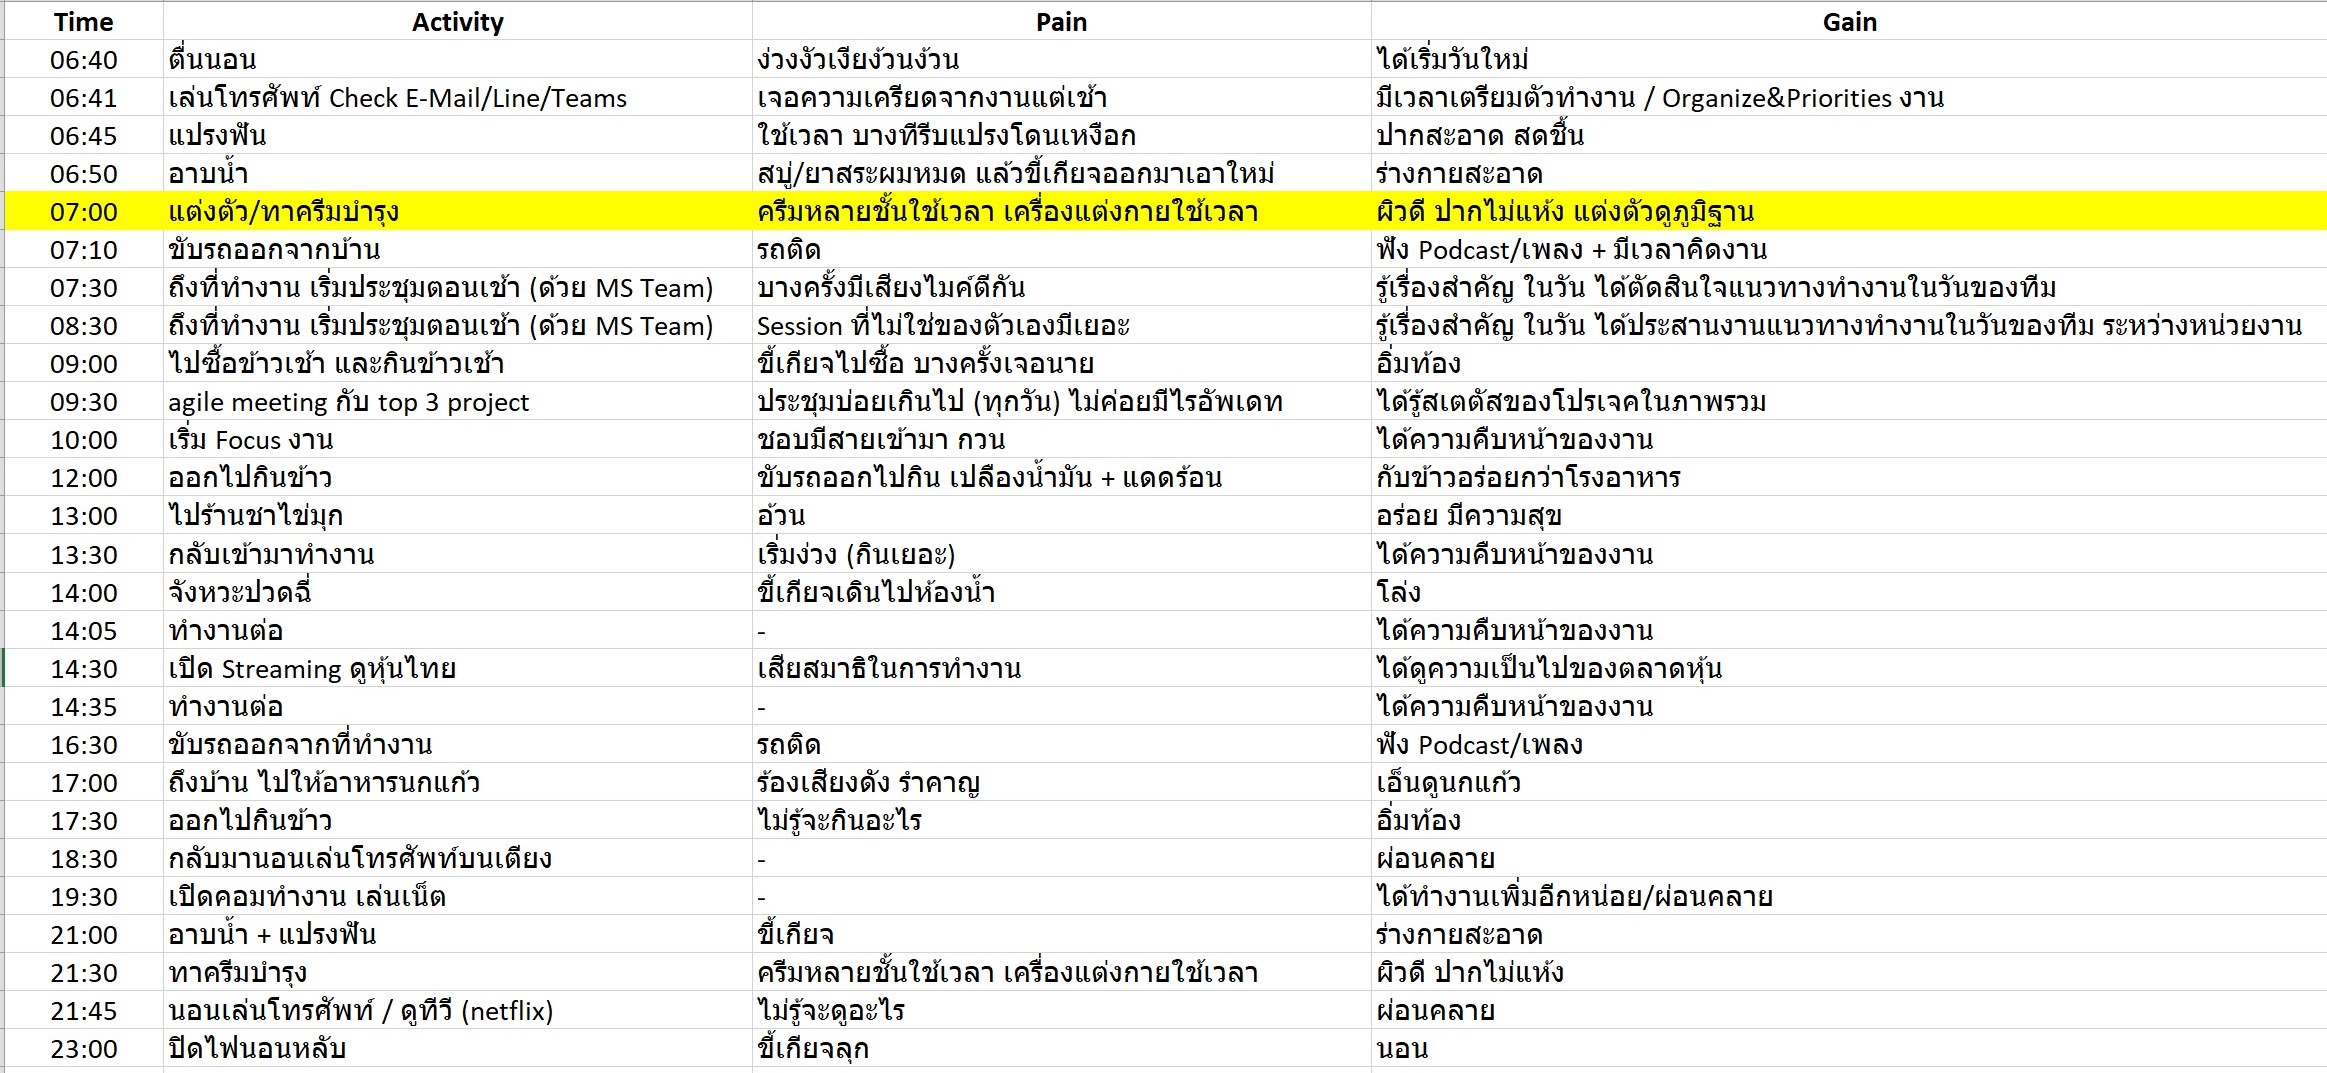 Time Activity Pain Gain
06:40 ตื่นนอน ง่วงงัวเงียง้วนง้วน ได้เริ่มวันใหม่
06:41 เล่นโทรศัพท์ Check E-Mail/Line/Teams เจอความเครียดจากงานแต่เช้า มีเวลาเตรียมตัวทำงาน / Organize&Priorities งาน
06:45 แปรงฟัน ใช้เวลา บางทีรีบแปรงโดนเหงือก ปากสะอาด สดชื้น
06:50 อาบน้ำ สบู่/ยาสระผมหมด แล้วขี้เกียจออกมาเอาใหม่ ร่างกายสะอาด
07:00 แต่งตัว/ทาครีมบำรุง ครีมหลายชั้นใช้เวลา เครื่องแต่งกายใช้เวลา ผิวดี ปากไม่แห้ง แต่งตัวดูภูมิฐาน
07:10 ขับรถออกจากบ้าน รถติด ฟัง Podcast/เพลง + มีเวลาคิดงาน
07:30 ถึงที่ทำงาน เริ่มประชุมตอนเช้า (ด้วย MS Team) บางครั้งมีเสียงไมค์ตีกัน รู้เรื่องสำคัญ ในวัน ได้ตัดสินใจแนวทางทำงานในวันของทีม
08:30 ถึงที่ทำงาน เริ่มประชุมตอนเช้า (ด้วย MS Team) Session ที่ไม่ใช่ของตัวเองมีเยอะ รู้เรื่องสำคัญ ในวัน ได้ประสานงานแนวทางทำงานในวันของทีม ระหว่างหน่วยงาน
09:00 ไปซื้อข้าวเช้า และกินข้าวเช้า ขี้เกียจไปซื้อ บางครั้งเจอนาย อิ่มท้อง
09:30 agile meeting กับ top 3 project ประชุมบ่อยเกินไป (ทุกวัน) ไม่ค่อยมีไรอัพเดท ได้รู้สเตตัสของโปรเจคในภาพรวม
10:00 เริ่ม Focus งาน ชอบมีสายเข้ามา กวน ได้ความคืบหน้าของงาน
12:00 ออกไปกินข้าว ขับรถออกไปกิน เปลืองน้ำมัน + แดดร้อน กับข้าวอร่อยกว่าโรงอาหาร
13:00 ไปร้านชาไข่มุก อ้วน อร่อย มีความสุข
13:30 กลับเข้ามาทำงาน เริ่มง่วง (กินเยอะ) ได้ความคืบหน้าของงาน
14:00 จังหวะปวดฉี่ ขี้เกียจเดินไปห้องน้ำ โล่ง
14:05 ทำงานต่อ - ได้ความคืบหน้าของงาน
14:30 เปิด Streaming ดูหุ้นไทย เสียสมาธิในการทำงาน ได้ดูความเป็นไปของตลาดหุ้น
14:35 ทำงานต่อ - ได้ความคืบหน้าของงาน
16:30 ขับรถออกจากที่ทำงาน รถติด ฟัง Podcast/เพลง
17:00 ถึงบ้าน ไปให้อาหารนกแก้ว ร้องเสียงดัง รำคาญ เอ็นดูนกแก้ว
17:30 ออกไปกินข้าว ไม่รู้จะกินอะไร อิ่มท้อง
18:30 กลับมานอนเล่นโทรศัพท์บนเตียง - ผ่อนคลาย
19:30 เปิดคอมทำงาน เล่นเน็ต - ได้ทำงานเพิ่มอีกหน่อย/ผ่อนคลาย
21:00 อาบน้ำ + แปรงฟัน ขี้เกียจ ร่างกายสะอาด
21:30 ทาครีมบำรุง ครีมหลายชั้นใช้เวลา เครื่องแต่งกายใช้เวลา ผิวดี ปากไม่แห้ง
21:45 นอนเล่นโทรศัพท์ / ดูทีวี (netflix) ไม่รู้จะดูอะไร ผ่อนคลาย
23:00 ปิดไฟนอนหลับ ขี้เกียจลุก นอน